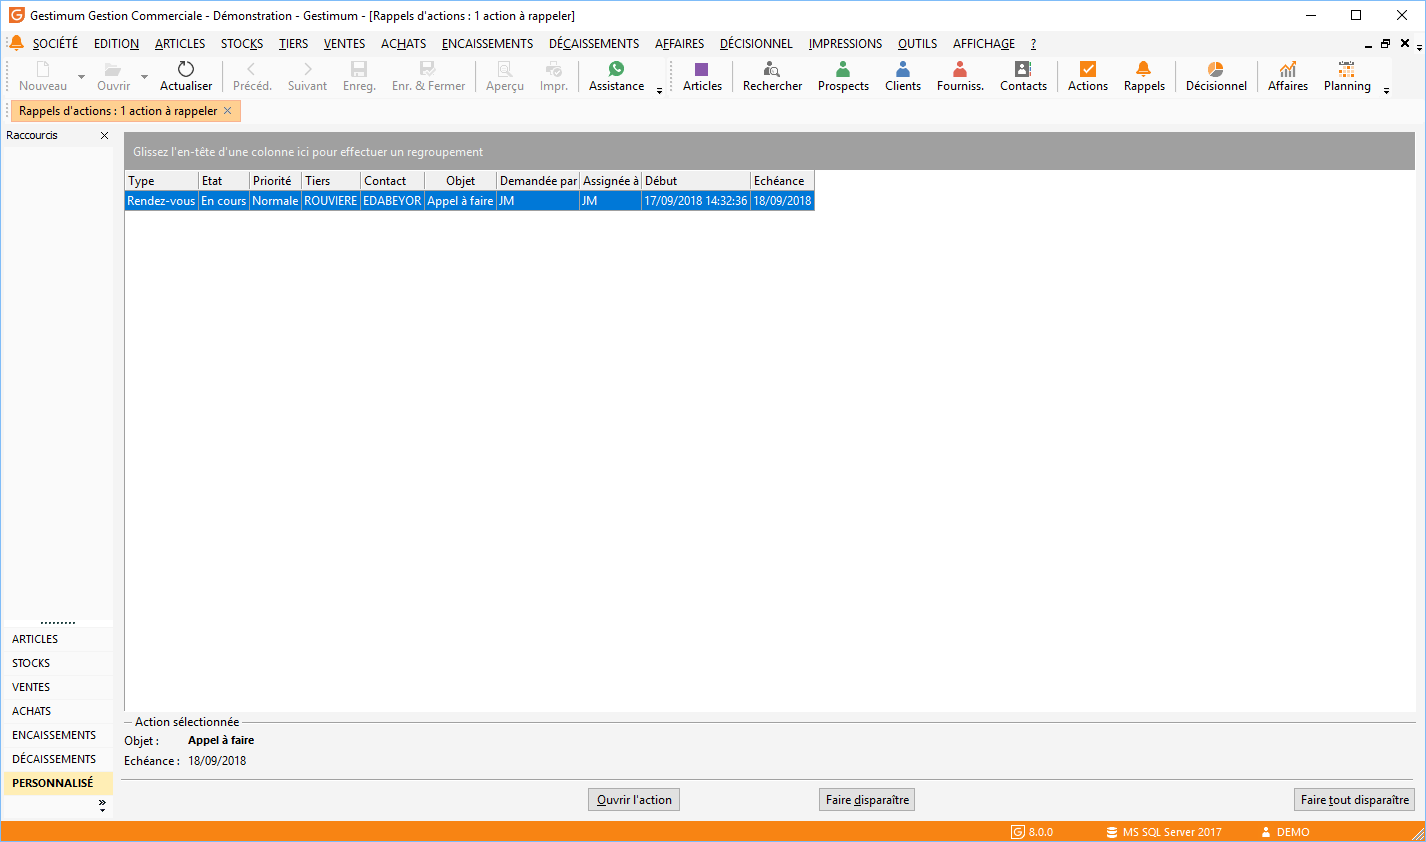 Gestimum Gestion Commerciale - Démonstration - Gestimum - [Rappels d'actions : 1 action à rappeler]
SOCIÉTÉ EDITION ARTICLES STOCKS TIERS VENTES ACHATS ENCAISSEMENTS DÉCAISSEMENTS AFFAIRES DÉCISIONNEL IMPRESSIONS OUTILS AFFICHAGE ?
Nouveau Ouvrir Actualiser Précéd. Suivant Enreg. Enr. & Fermer Aperçu Impr. Assistance Articles Rechercher Prospects Clients Fourniss. Contacts Actions Rappels Décisionnel Affaires Planning
Rappels d'actions : 1 action à rappeler
Raccourcis
Glissez l'en-tête d'une colonne ici pour effectuer un regroupement
Type Etat Priorité Tiers Contact Objet Demandée par Assignée à Début Echéance
Rendez-vous En cours Normale ROUVIERE EDABEYOR Appel à faire JM JM 17/09/2018 14:32:36 18/09/2018
ARTICLES
STOCKS
VENTES
ACHATS
ENCAISSEMENTS
DÉCAISSEMENTS
PERSONNALISÉ
Action sélectionnée
Objet : Appel à faire
Echéance : 18/09/2018
Ouvrir l'action Faire disparaître Faire tout disparaître
8.0.0 MS SQL Server 2017 DEMO